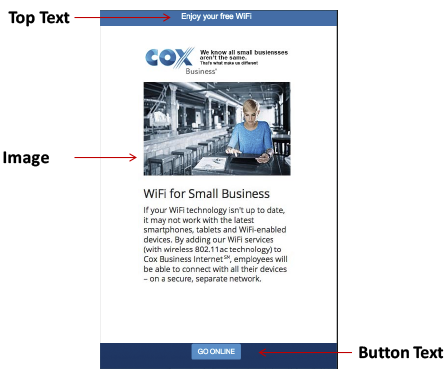 Top Text
Enjoy your free WiFi
COX
Business
We know all small busiensses
aren't the same.
That's what make us different
Image
WiFi for Small Business
If your WiFi technology isn't up to date,
it may not work with the latest
smartphones, tablets and WiFi-enabled
devices. By adding our WiFi services
(with wireless 802.11ac technology) to
Cox Business Internet℠, employees will
be able to connect with all their devices
– on a secure, separate network.
GO ONLINE
Button Text